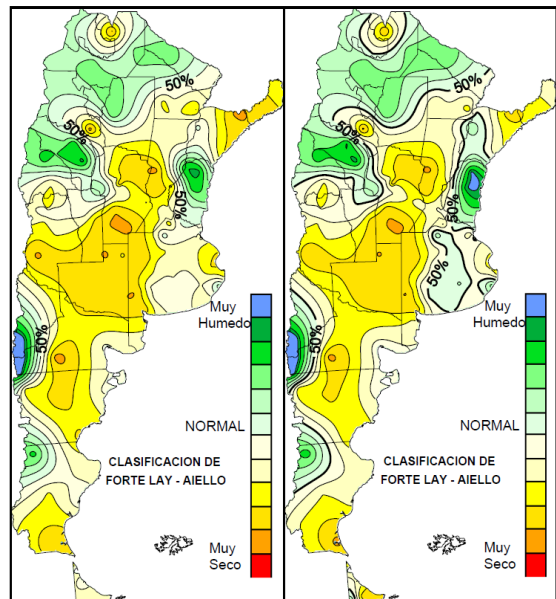 50%
50%
50%
50%
Muy
Humedo
NORMAL
CLASIFICACION DE
FORTE LAY - AIELLO
Muy
Seco
50%
50%
50%
50%
50%
Muy
Humedo
NORMAL
CLASIFICACION DE
FORTE LAY - AIELLO
Muy
Seco